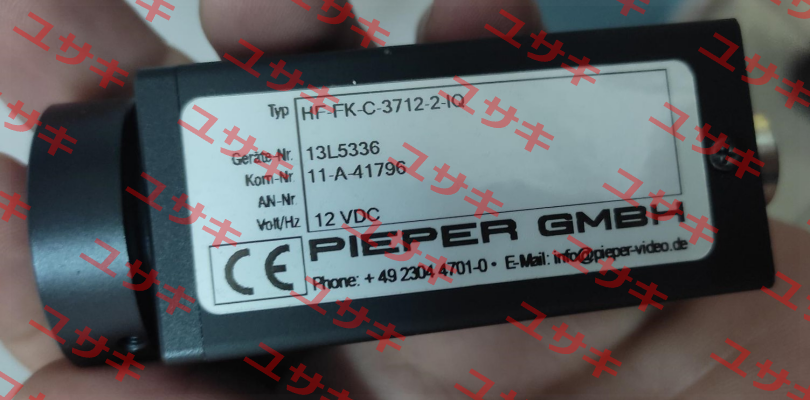 Typ HF-FK-C-3712-2-IQ
Geräte-Nr. 13L5336
Kom-Nr. 11-A-41796
AN-Nr.
Volt/Hz 12 VDC
CE PIEPER GMBH
Phone: + 49 2304 4701-0 • E-Mail: info@pieper-video.de
ユサキ